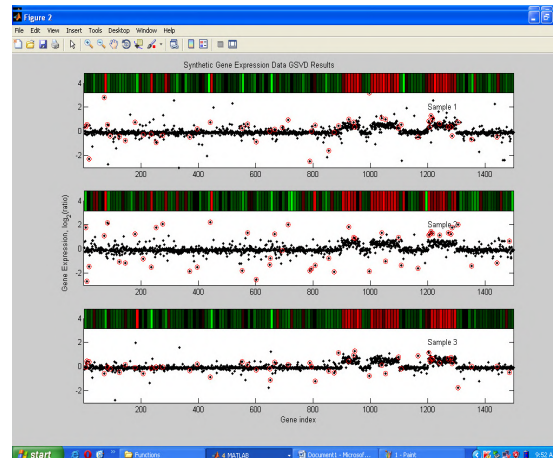 Figure 2
File Edit View Insert Tools Desktop Window Help
Synthetic Gene Expression Data GSVD Results
4
2
0
-2
Sample 1
200 400 600 800 1000 1200 1400
Gene Expression, log2(ratio)
4
2
0
-2
Sample 2
200 400 600 800 1000 1200 1400
4
2
0
-2
Sample 3
200 400 600 800 1000 1200 1400
Gene index
start
Functions
MATLAB
Document1 - Microsof...
1 - Paint
9:52 A